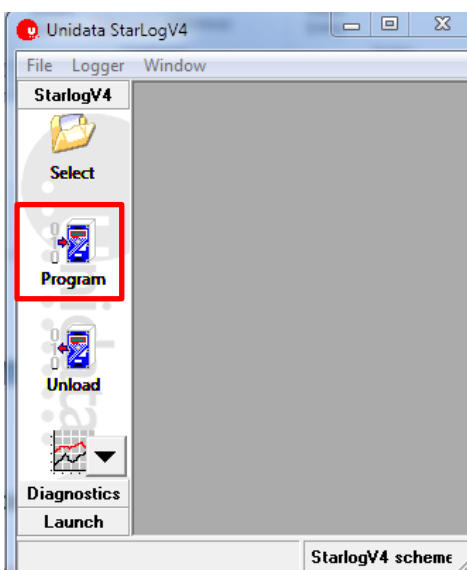 Unidata StarLogV4
File Logger Window
StarlogV4
Select
Program
Unload
Diagnostics
Launch
StarlogV4 scheme